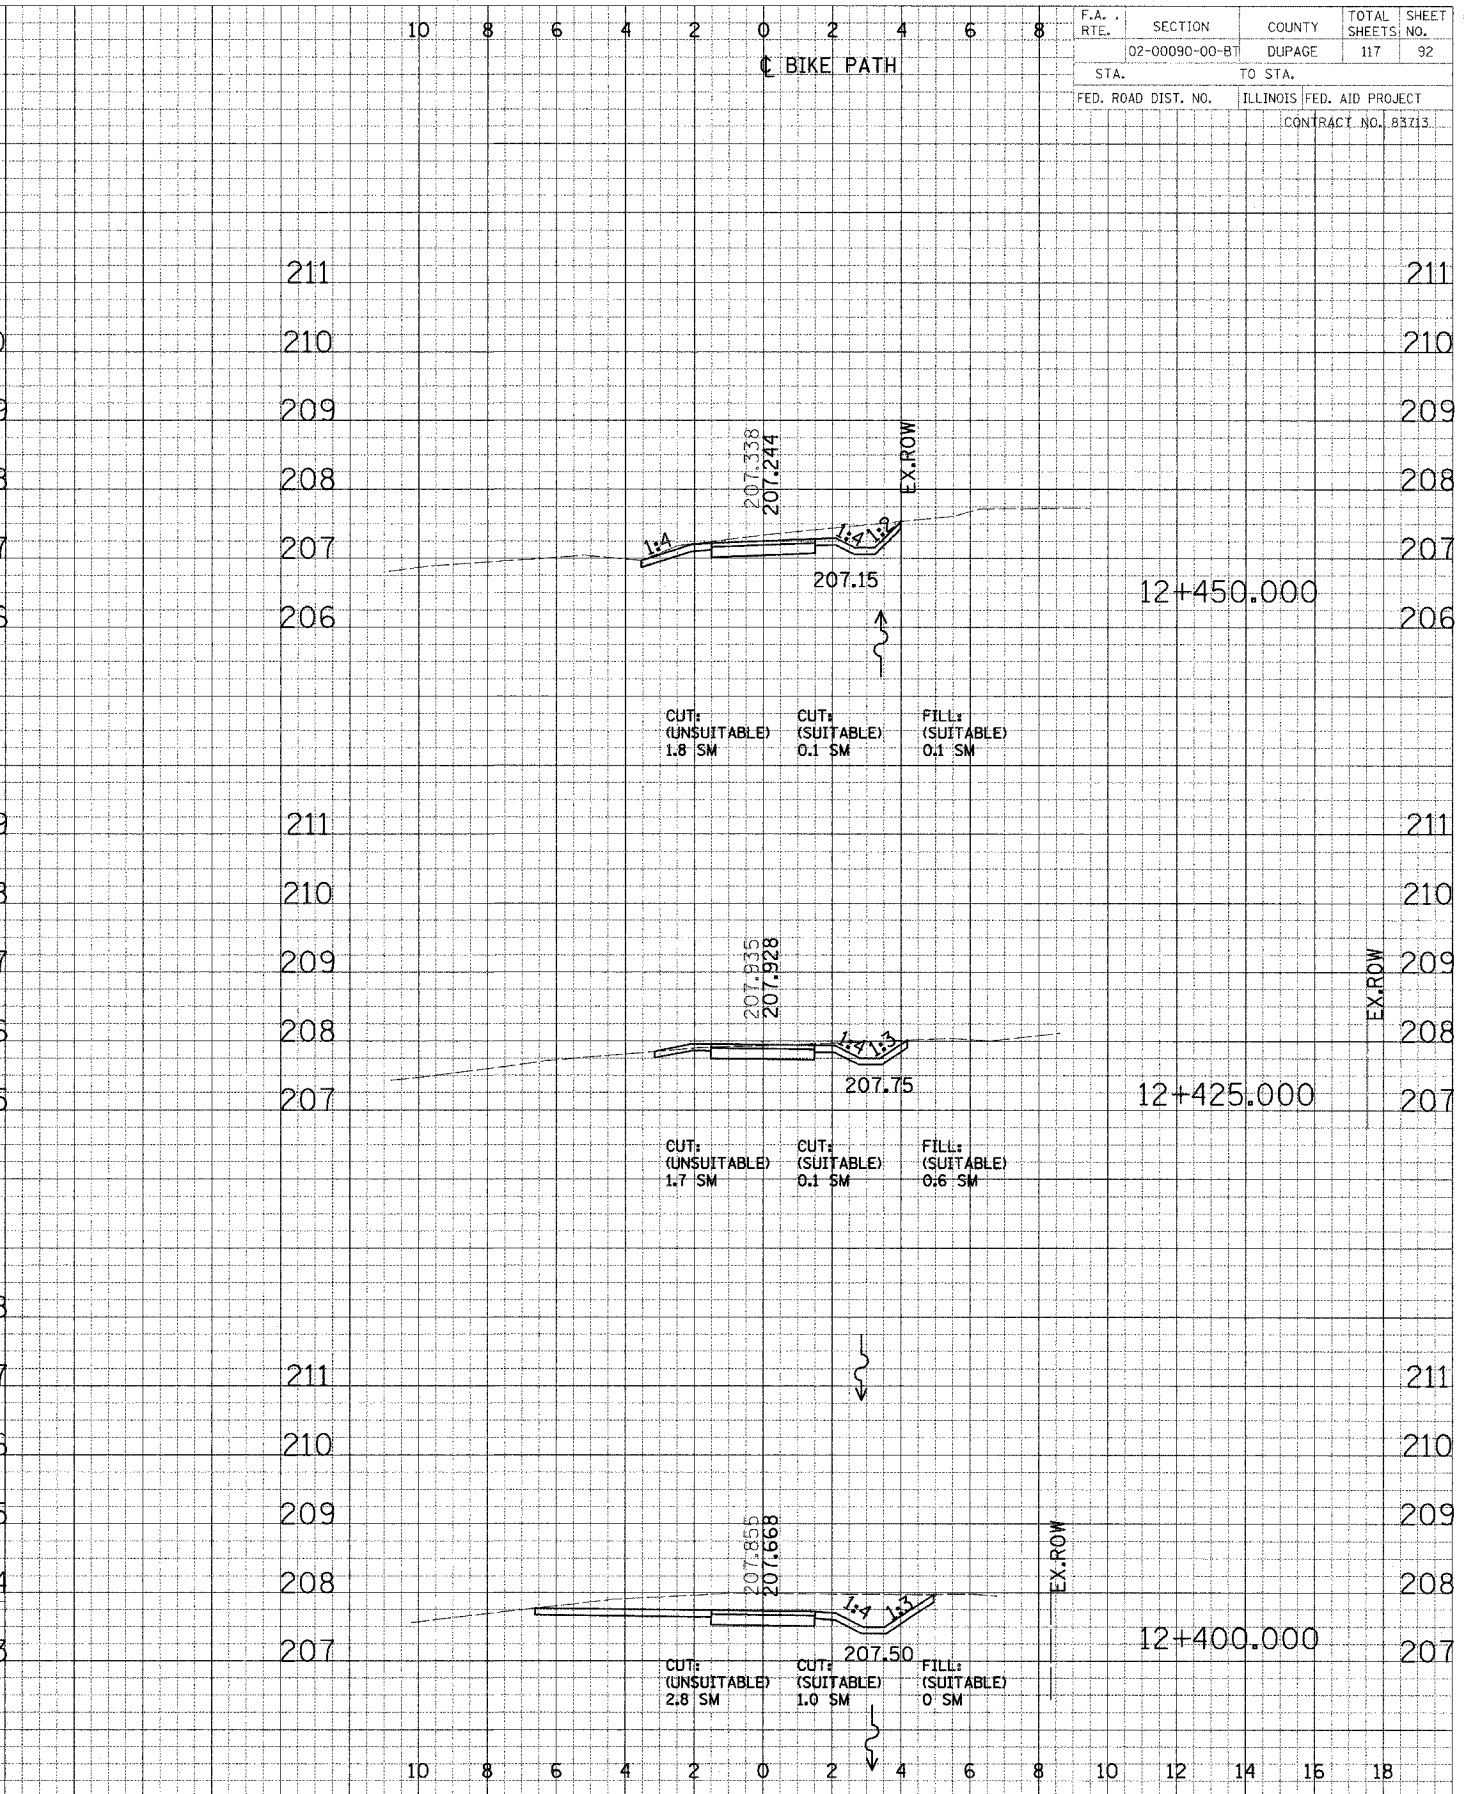 10 8 6 4 2 0 2 4 6 8
℄ BIKE PATH
F.A. RTE. SECTION COUNTY TOTAL SHEETS SHEET NO.
02-00090-00-BT DUPAGE 117 92
STA. TO STA.
FED. ROAD DIST. NO. ILLINOIS FED. AID PROJECT
CONTRACT NO. 83713
211 211
210 210
209 209
207.338
207.244
EX.ROW
208 208
1:4 1:4 1:2
207 207
207.15
12+450.000
206 206
CUT: CUT: FILL:
(UNSUITABLE) (SUITABLE) (SUITABLE)
1.8 SM 0.1 SM 0.1 SM
211 211
210 210
207.935
207.928
EX.ROW
209 209
208 208
1:4 1:3
207.75
12+425.000
207 207
CUT: CUT: FILL:
(UNSUITABLE) (SUITABLE) (SUITABLE)
1.7 SM 0.1 SM 0.6 SM
211 211
210 210
209 209
207.855
207.668
EX.ROW
208 208
1:4 1:3
12+400.000
207 207
207.50
CUT: CUT: FILL:
(UNSUITABLE) (SUITABLE) (SUITABLE)
2.8 SM 1.0 SM 0 SM
10 8 6 4 2 0 2 4 6 8 10 12 14 16 18